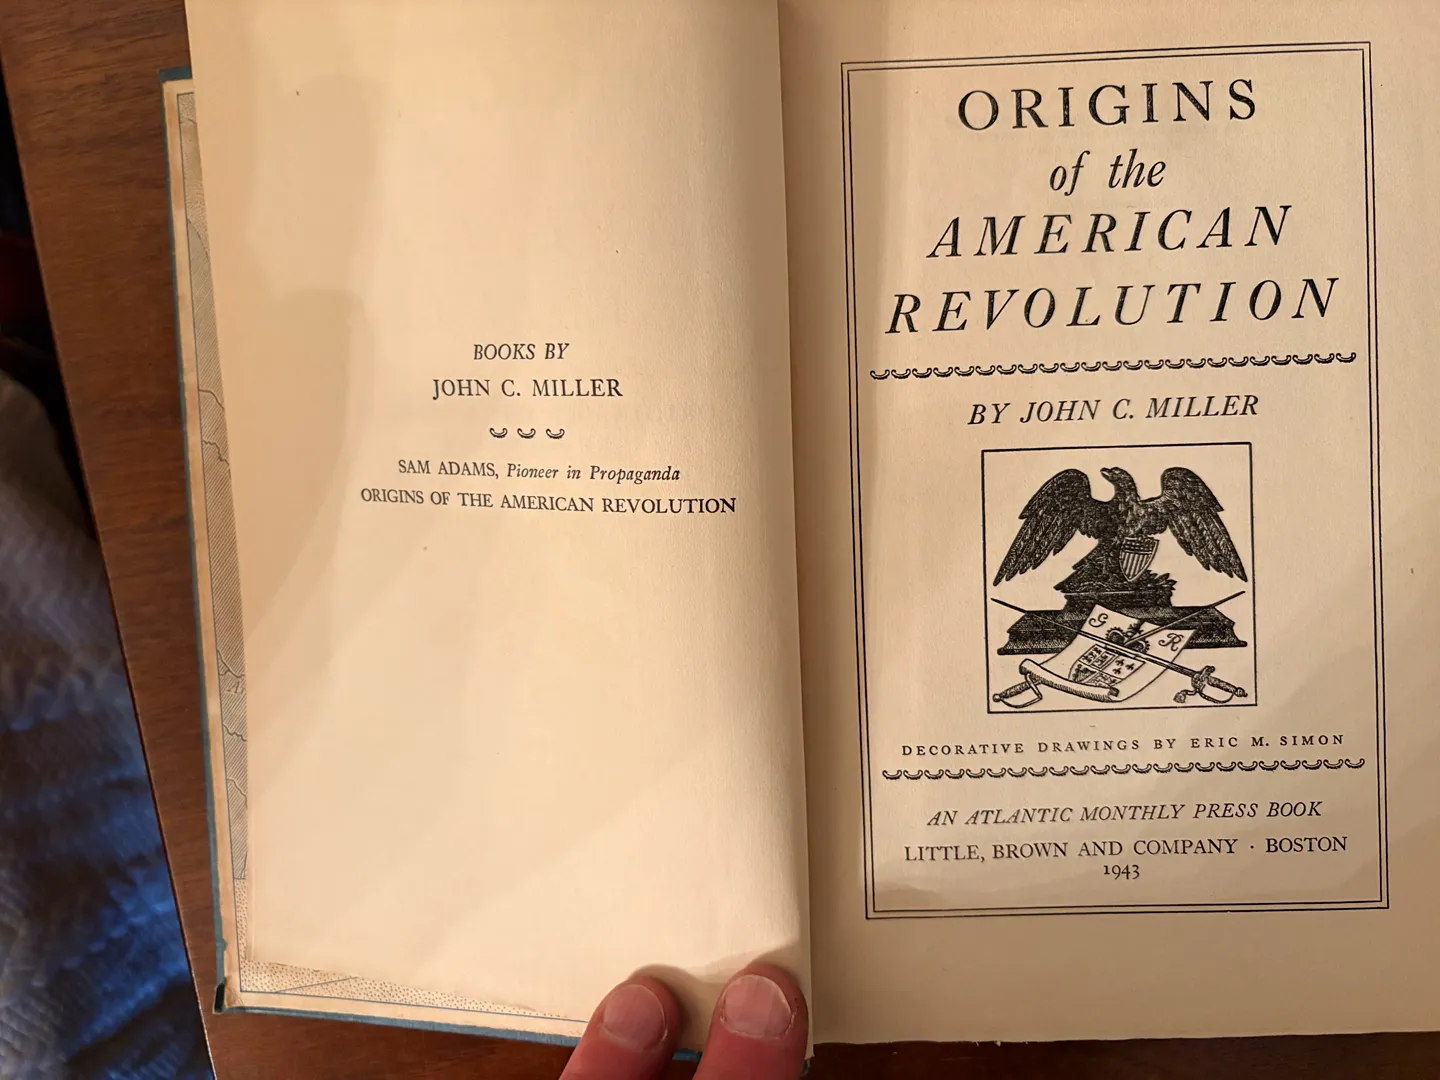 BOOKS BY
JOHN C. MILLER
SAM ADAMS, Pioneer in Propaganda
ORIGINS OF THE AMERICAN REVOLUTION
ORIGINS
of the
AMERICAN
REVOLUTION
BY JOHN C. MILLER
G R
DECORATIVE DRAWINGS BY ERIC M. SIMON
AN ATLANTIC MONTHLY PRESS BOOK
LITTLE, BROWN AND COMPANY · BOSTON
1943